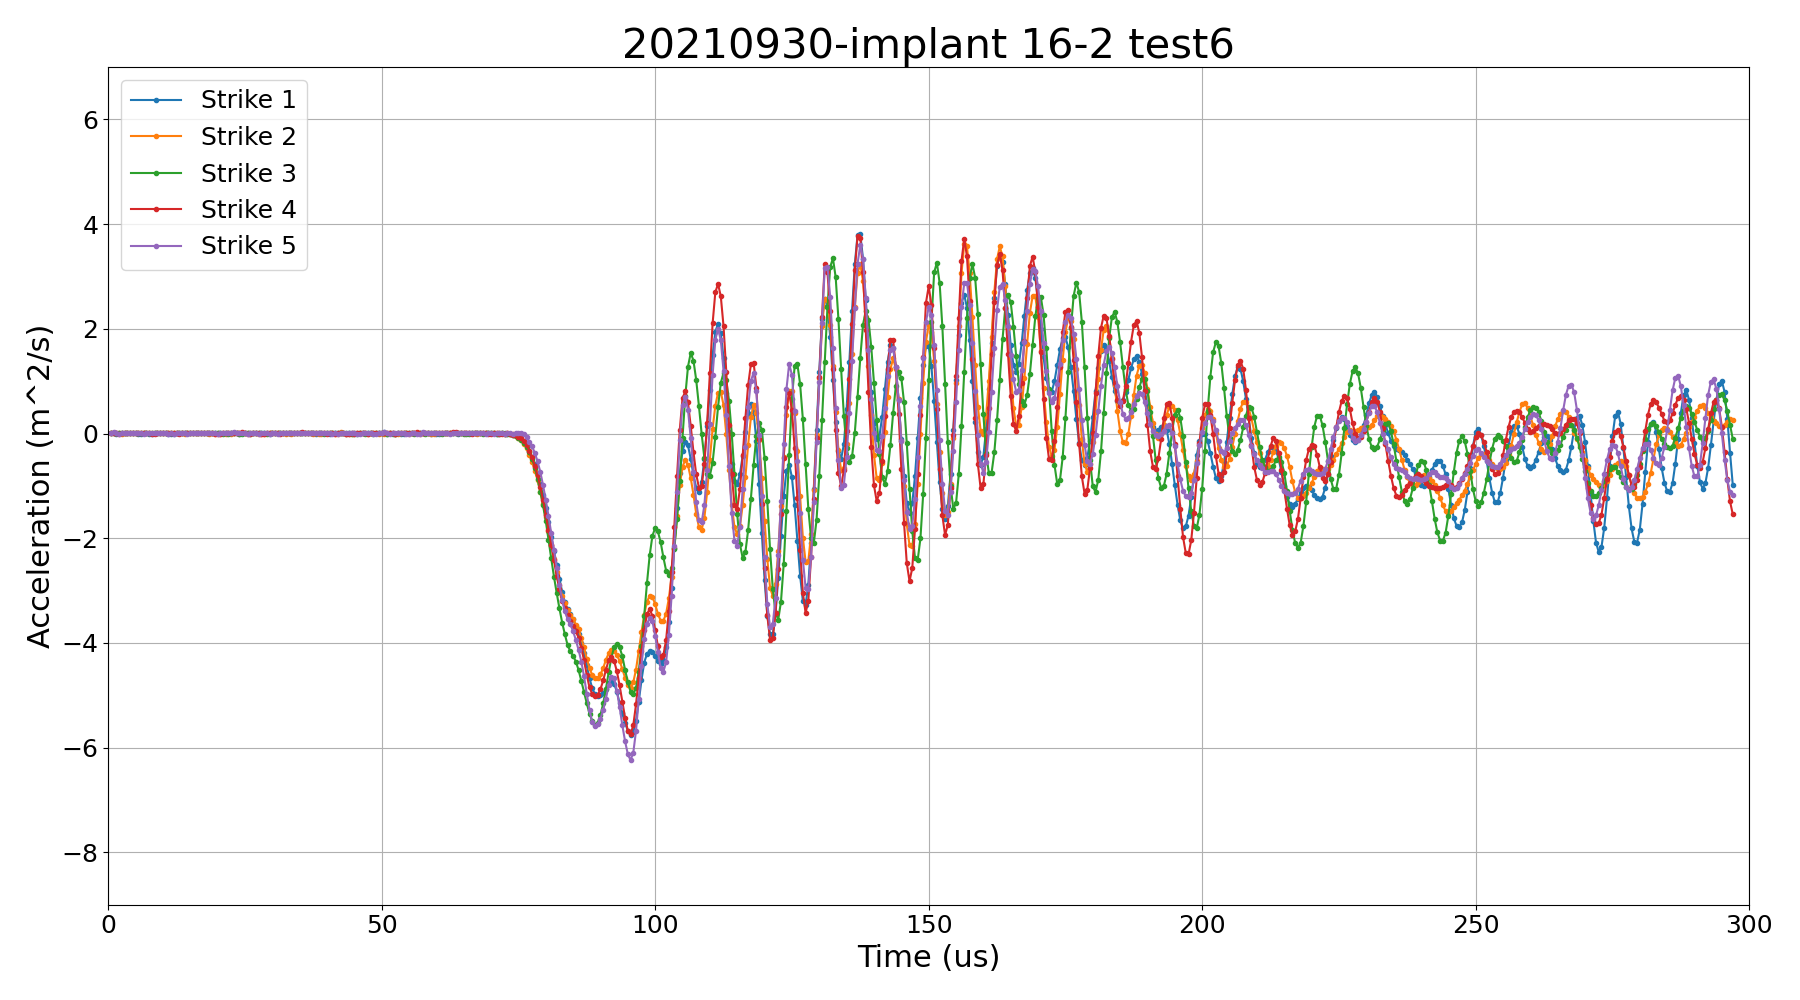 20210930-implant 16-2 test6
Strike 1
Strike 2
Strike 3
Strike 4
Strike 5
Acceleration (m^2/s)
6
4
2
0
−2
−4
−6
−8
0 50 100 150 200 250 300
Time (us)